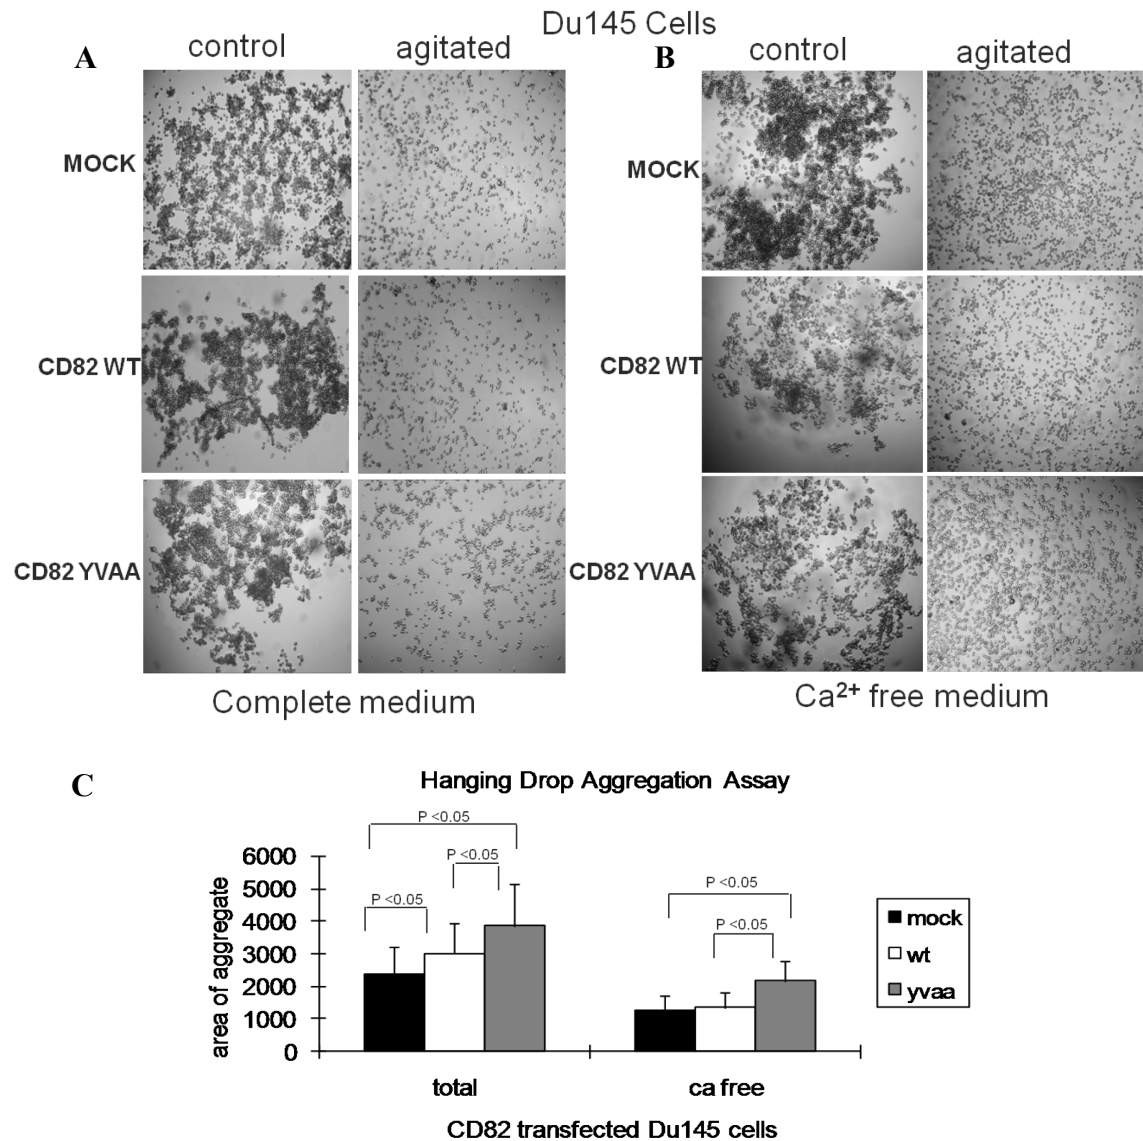 Du145 Cells
A
control
agitated
B
control
agitated
MOCK
CD82 WT
CD82 YVAA
MOCK
CD82 WT
CD82 YVAA
Complete medium
Ca²⁺ free medium
C
Hanging Drop Aggregation Assay
P <0.05
P <0.05
P <0.05
P <0.05
P <0.05
area of aggregate
6000
5000
4000
3000
2000
1000
0
mock
wt
yvaa
total
ca free
CD82 transfected Du145 cells